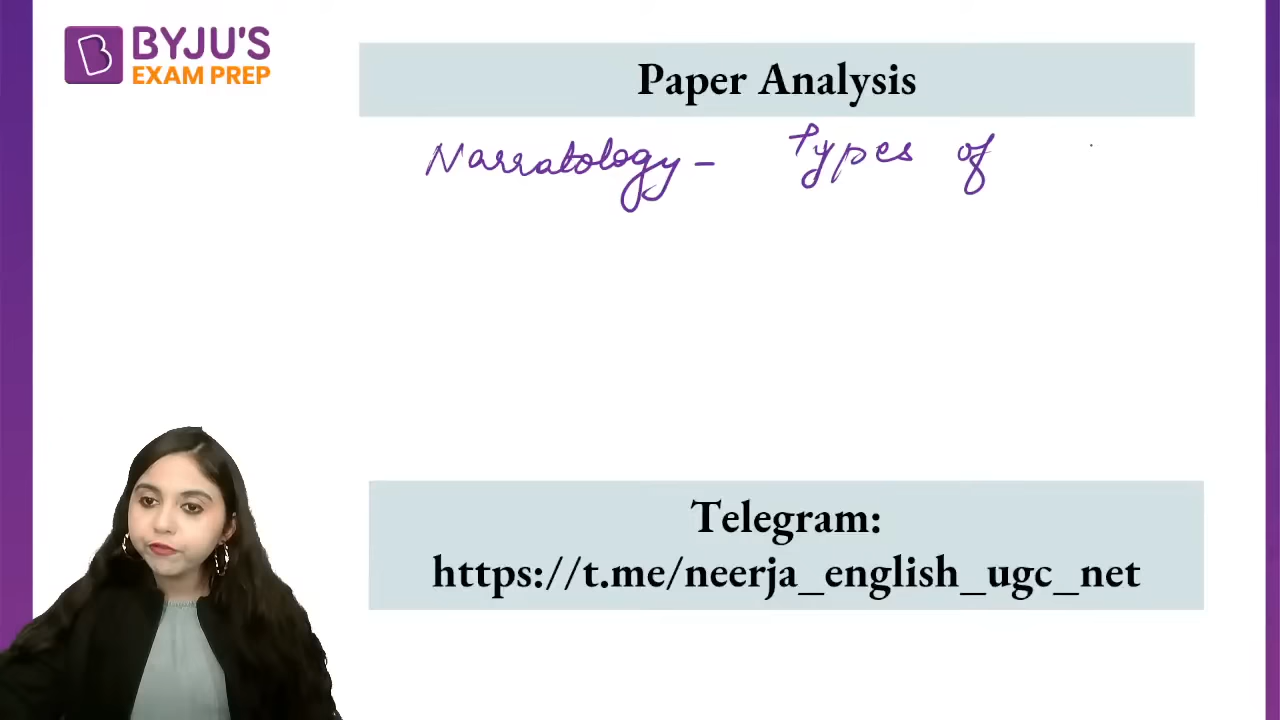 BYJU'S
EXAM PREP
Paper Analysis
Narratology - Types of
Telegram:
https://t.me/neerja_english_ugc_net